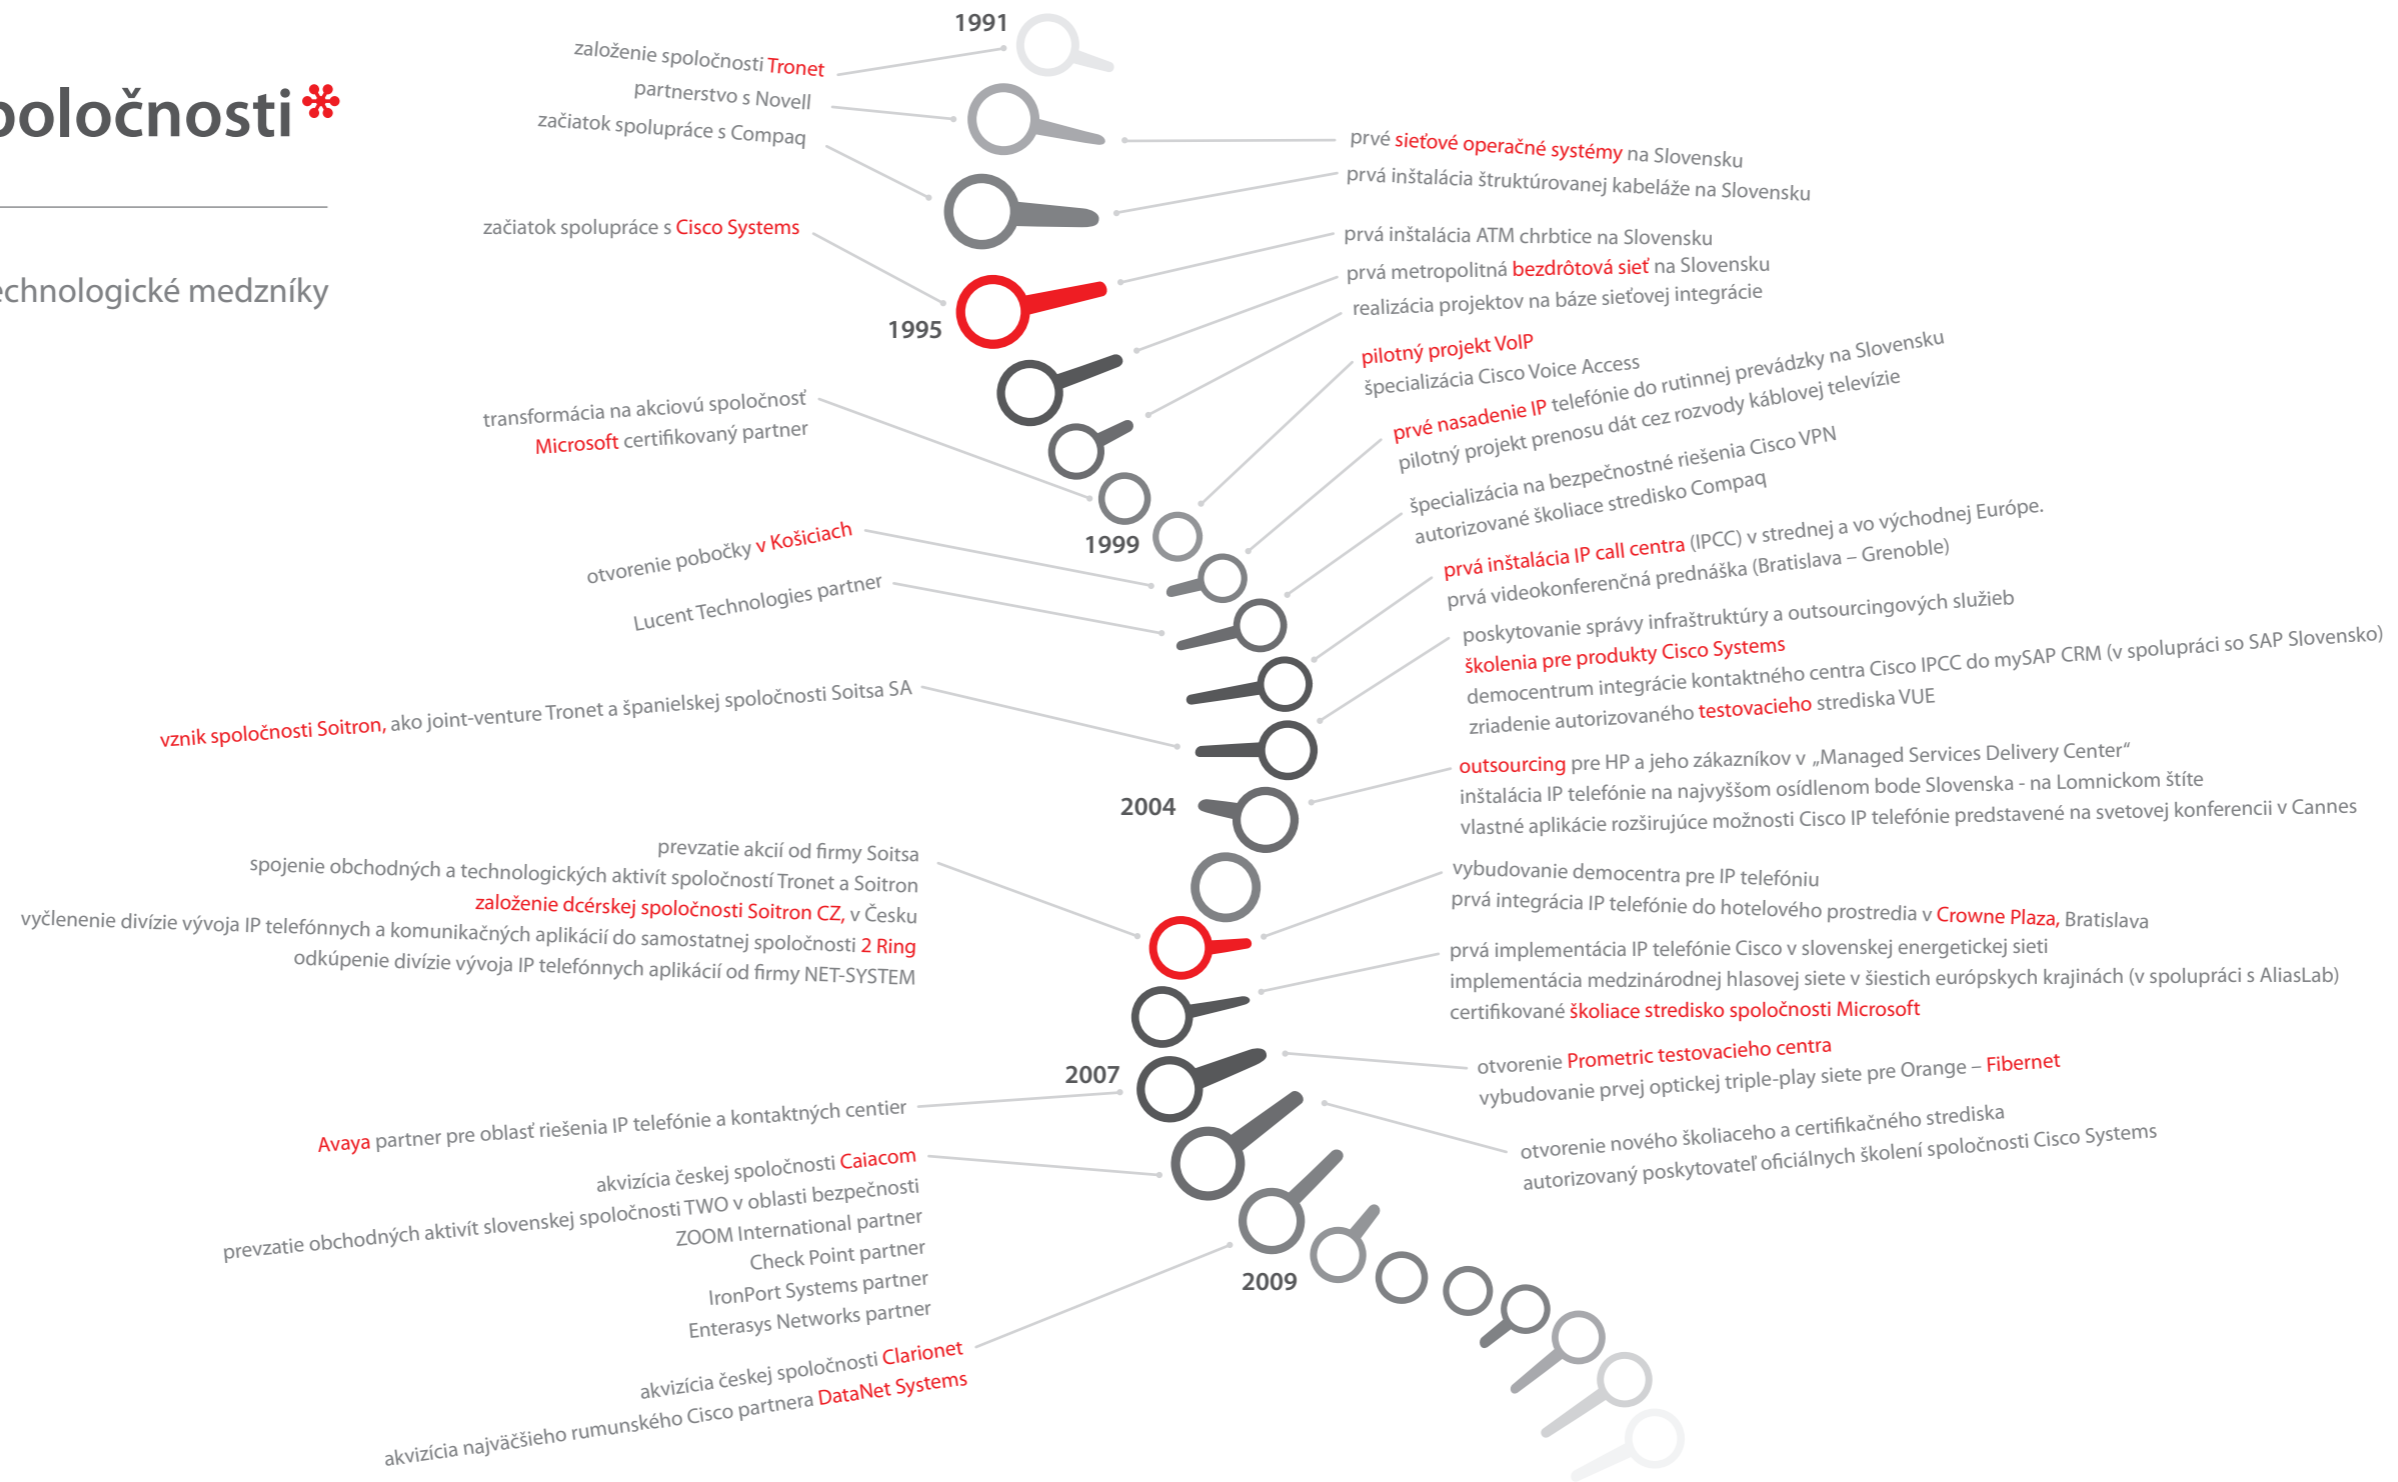 poločnosti
echnologické medzníky
1991
založenie spoločnosti Tronet
partnerstvo s Novell
začiatok spolupráce s Compaq
prvé sieťové operačné systémy na Slovensku
prvá inštalácia štruktúrovanej kabeláže na Slovensku
začiatok spolupráce s Cisco Systems
1995
prvá inštalácia ATM chrbtice na Slovensku
prvá metropolitná bezdrôtová sieť na Slovensku
realizácia projektov na báze sieťovej integrácie
transformácia na akciovú spoločnosť
Microsoft certifikovaný partner
pilotný projekt VoIP
špecializácia Cisco Voice Access
1999
prvé nasadenie IP telefónie do rutinnej prevádzky na Slovensku
pilotný projekt prenosu dát cez rozvody káblovej televízie
otvorenie pobočky v Košiciach
špecializácia na bezpečnostné riešenia Cisco VPN
autorizované školiace stredisko Compaq
Lucent Technologies partner
prvá inštalácia IP call centra (IPCC) v strednej a vo východnej Európe.
prvá videokonferenčná prednáška (Bratislava – Grenoble)
poskytovanie správy infraštruktúry a outsourcingových služieb
školenia pre produkty Cisco Systems
democentrum integrácie kontaktného centra Cisco IPCC do mySAP CRM (v spolupráci so SAP Slovensko)
zriadenie autorizovaného testovacieho strediska VUE
vznik spoločnosti Soitron, ako joint-venture Tronet a španielskej spoločnosti Soitsa SA
2004
outsourcing pre HP a jeho zákazníkov v „Managed Services Delivery Center“
inštalácia IP telefónie na najvyššom osídlenom bode Slovenska - na Lomnickom štíte
vlastné aplikácie rozširujúce možnosti Cisco IP telefónie predstavené na svetovej konferencii v Cannes
prevzatie akcií od firmy Soitsa
spojenie obchodných a technologických aktivít spoločností Tronet a Soitron
založenie dcérskej spoločnosti Soitron CZ, v Česku
vyčlenenie divízie vývoja IP telefónnych a komunikačných aplikácií do samostatnej spoločnosti 2 Ring
odkúpenie divízie vývoja IP telefónnych aplikácií od firmy NET-SYSTEM
vybudovanie democentra pre IP telefóniu
prvá integrácia IP telefónie do hotelového prostredia v Crowne Plaza, Bratislava
prvá implementácia IP telefónie Cisco v slovenskej energetickej sieti
implementácia medzinárodnej hlasovej siete v šiestich európskych krajinách (v spolupráci s AliasLab)
certifikované školiace stredisko spoločnosti Microsoft
2007
otvorenie Prometric testovacieho centra
vybudovanie prvej optickej triple-play siete pre Orange – Fibernet
Avaya partner pre oblasť riešenia IP telefónie a kontaktných centier
otvorenie nového školiaceho a certifikačného strediska
autorizovaný poskytovateľ oficiálnych školení spoločnosti Cisco Systems
akvizícia českej spoločnosti Caiacom
prevzatie obchodných aktivít slovenskej spoločnosti TWO v oblasti bezpečnosti
ZOOM International partner
Check Point partner
IronPort Systems partner
Enterasys Networks partner
2009
akvizícia českej spoločnosti Clarionet
akvizícia najväčšieho rumunského Cisco partnera DataNet Systems